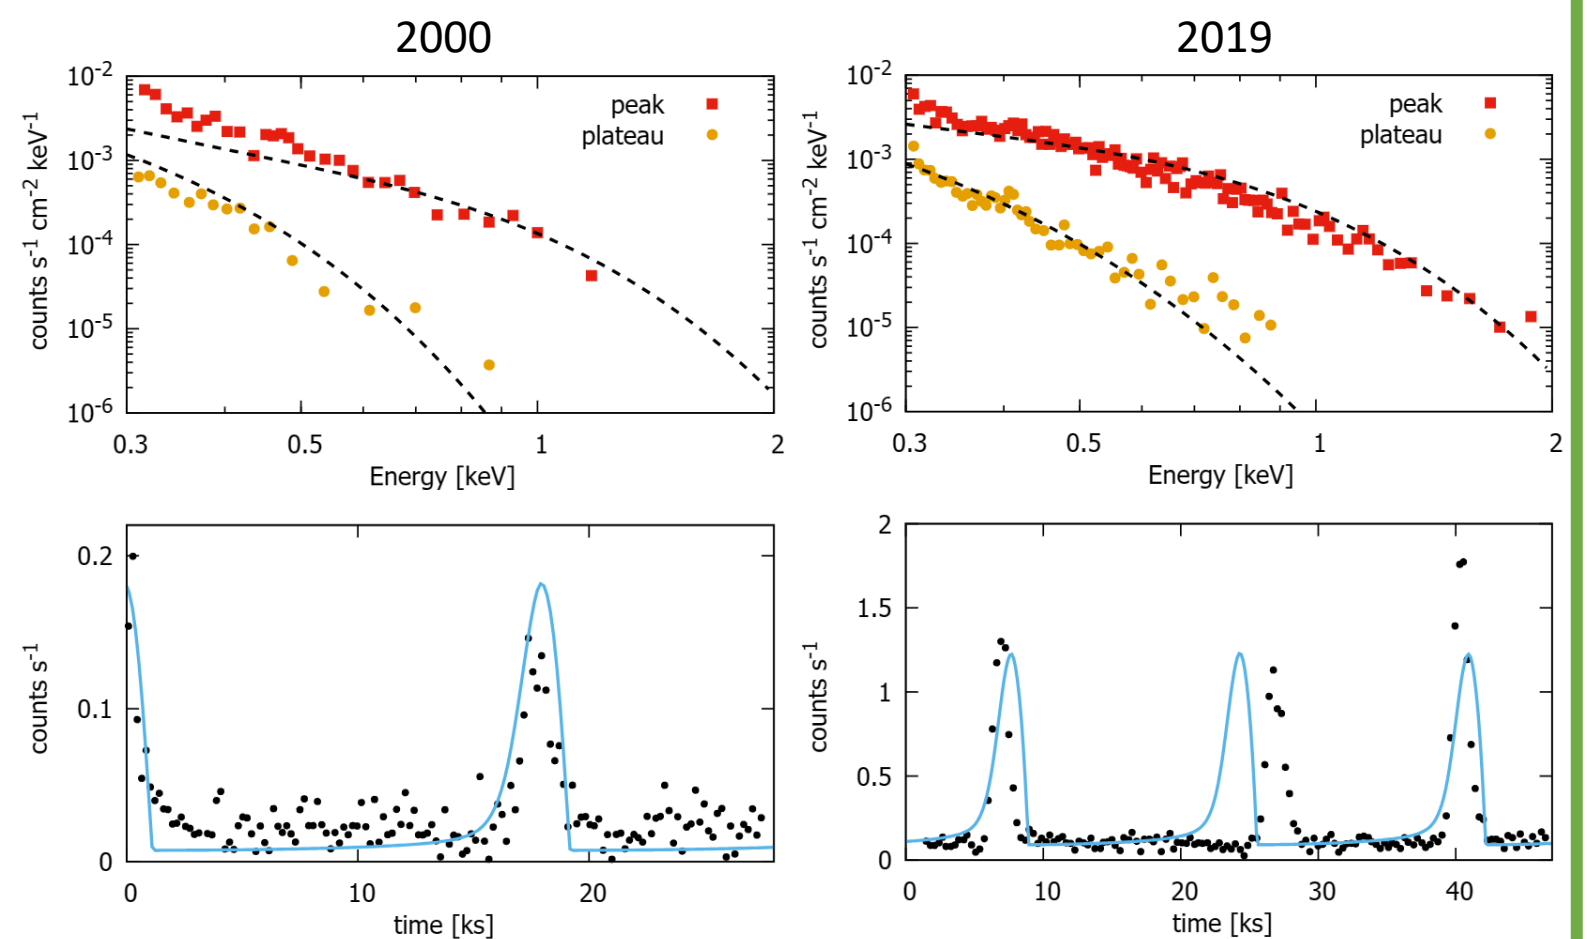 2000
10⁻²
10⁻³
10⁻⁴
10⁻⁵
10⁻⁶
counts s⁻¹ cm⁻² keV⁻¹
peak
plateau
0.3 0.5 1 2
Energy [keV]
2019
10⁻²
10⁻³
10⁻⁴
10⁻⁵
10⁻⁶
counts s⁻¹ cm⁻² keV⁻¹
peak
plateau
0.3 0.5 1 2
Energy [keV]
0.2
0.1
0
counts s⁻¹
0 10 20
time [ks]
2
1.5
1
0.5
0
counts s⁻¹
0 10 20 30 40
time [ks]